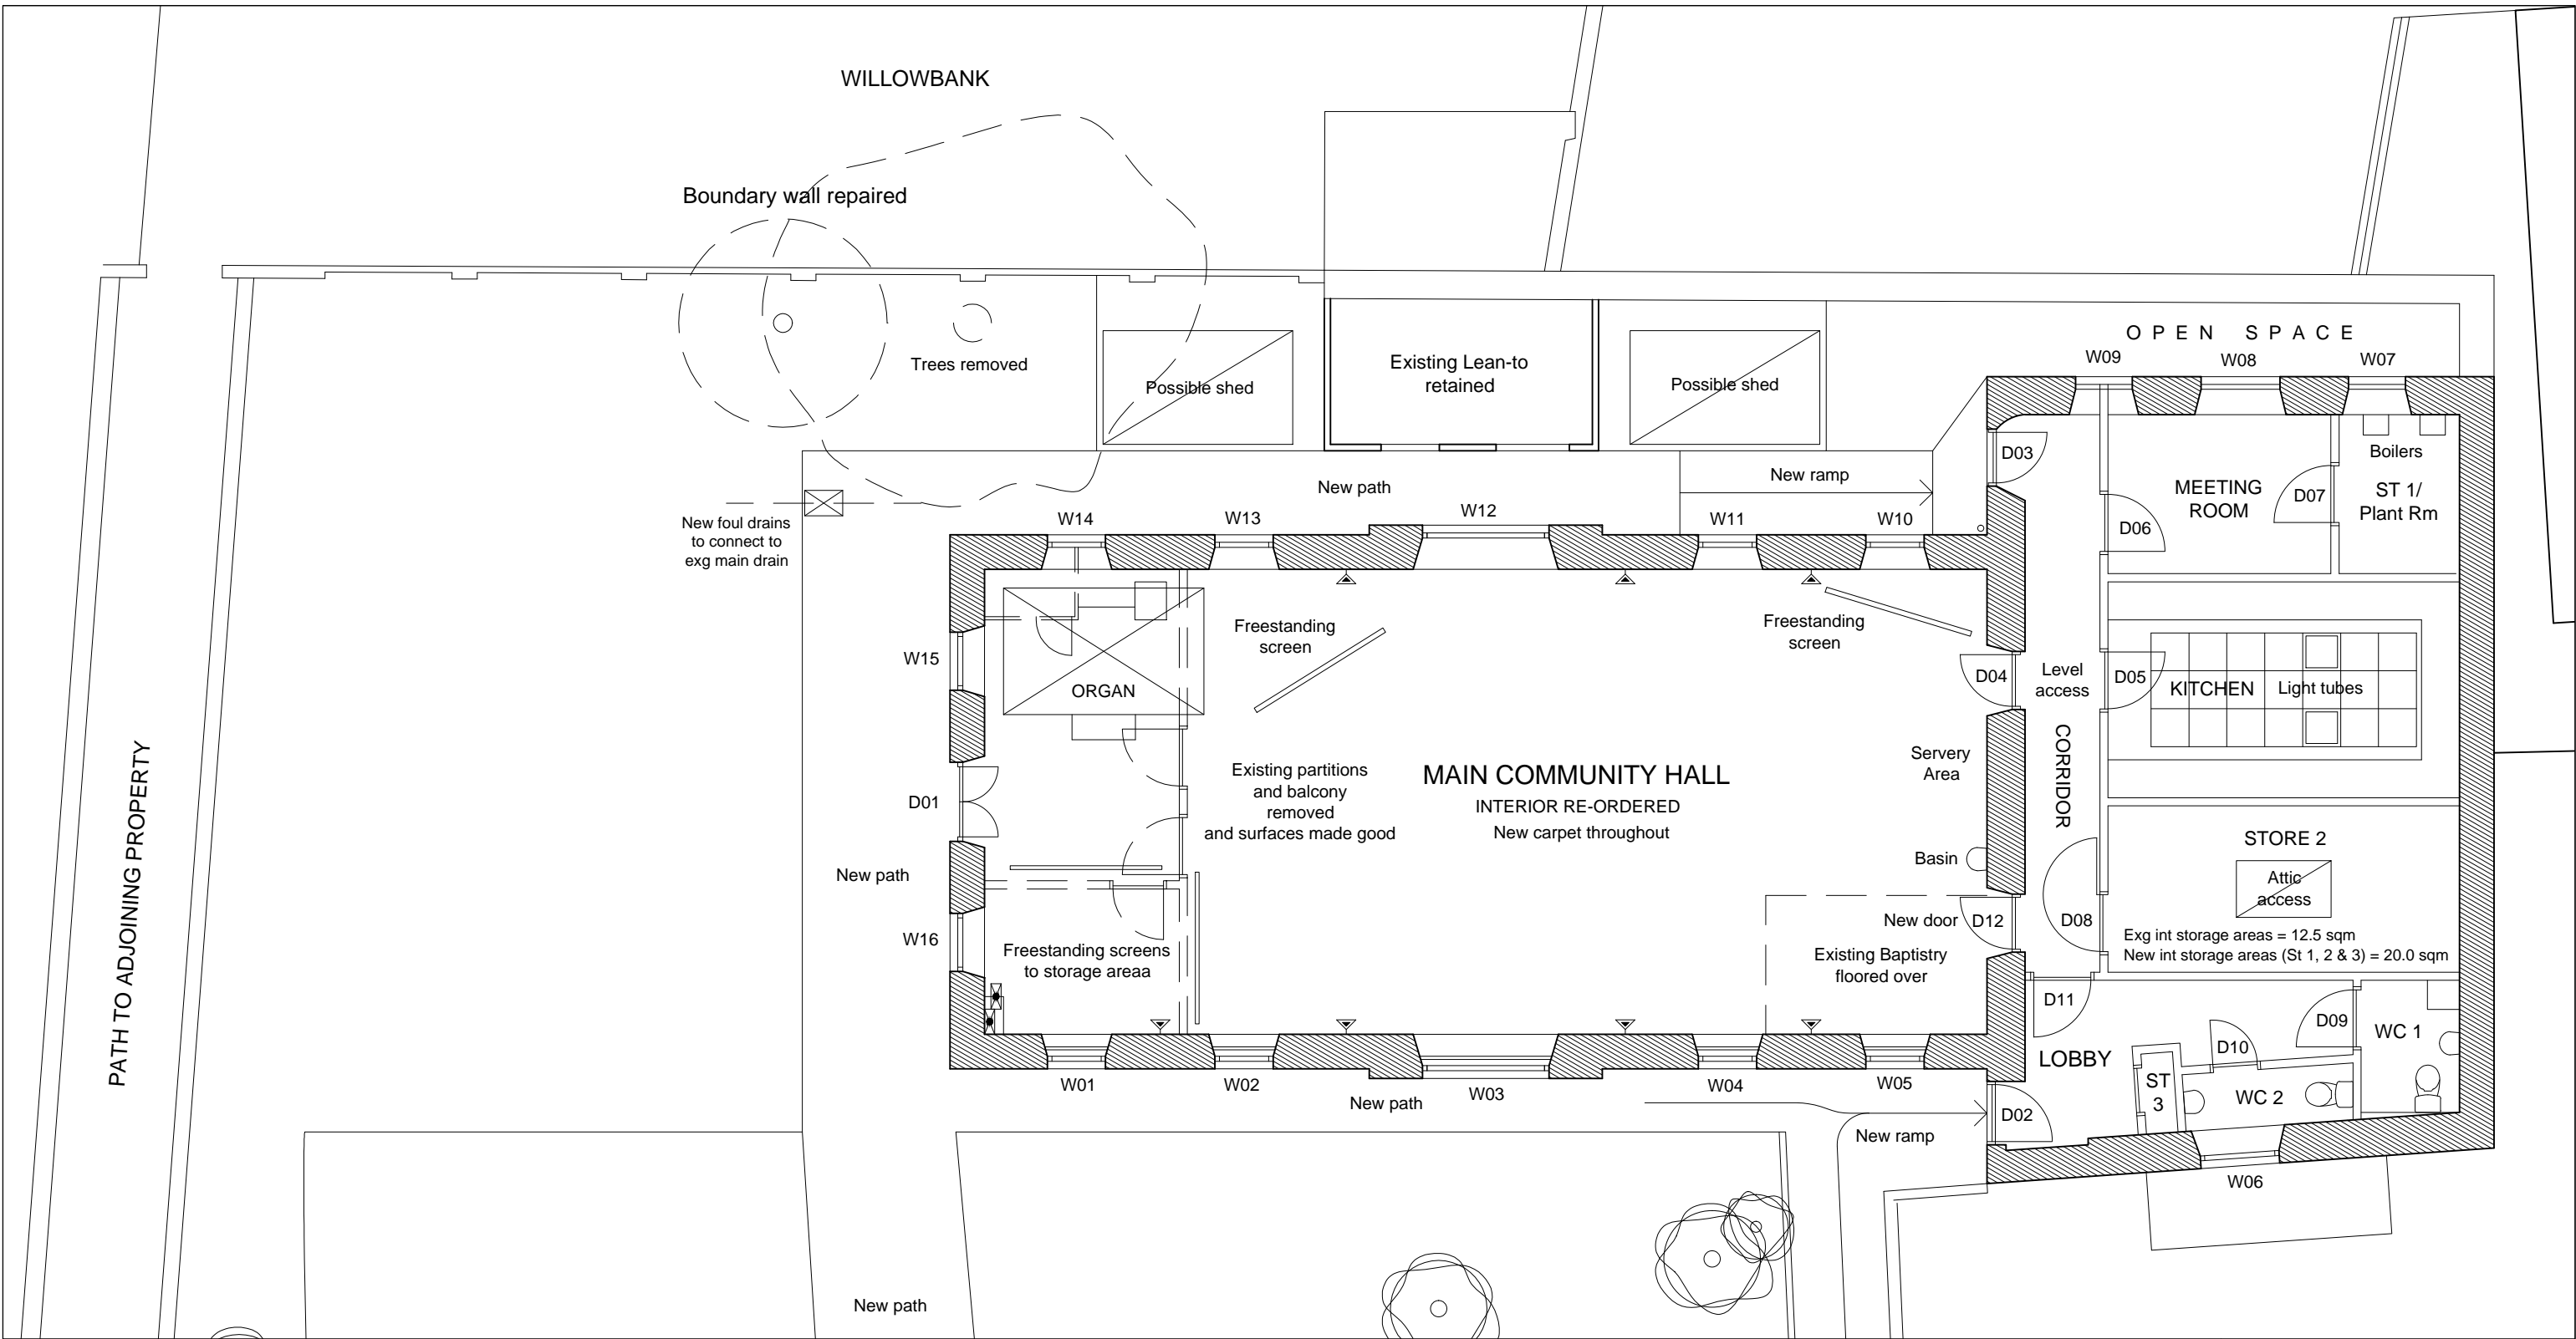 WILLOWBANK
Boundary wall repaired
OPEN SPACE
W09
W08
W07
Trees removed
Possible shed
Existing Lean-to
retained
Possible shed
D03
Boilers
MEETING
ROOM
D07
ST 1/
Plant Rm
D06
New path
New ramp
New foul drains
to connect to
exg main drain
W14
W13
W12
W11
W10
Freestanding
screen
Freestanding
screen
W15
ORGAN
D04
Level
access
D05
KITCHEN
Light tubes
PATH TO ADJOINING PROPERTY
D01
Existing partitions
and balcony
removed
and surfaces made good
MAIN COMMUNITY HALL
INTERIOR RE-ORDERED
New carpet throughout
Servery
Area
CORRIDOR
STORE 2
Attic
access
Basin
New path
W16
New door
D12
D08
Exg int storage areas = 12.5 sqm
New int storage areas (St 1, 2 & 3) = 20.0 sqm
Freestanding screens
to storage areaa
Existing Baptistry
floored over
D11
D09
WC 1
D10
LOBBY
ST
3
WC 2
W01
W02
W03
W04
W05
New path
D02
New ramp
W06
New path